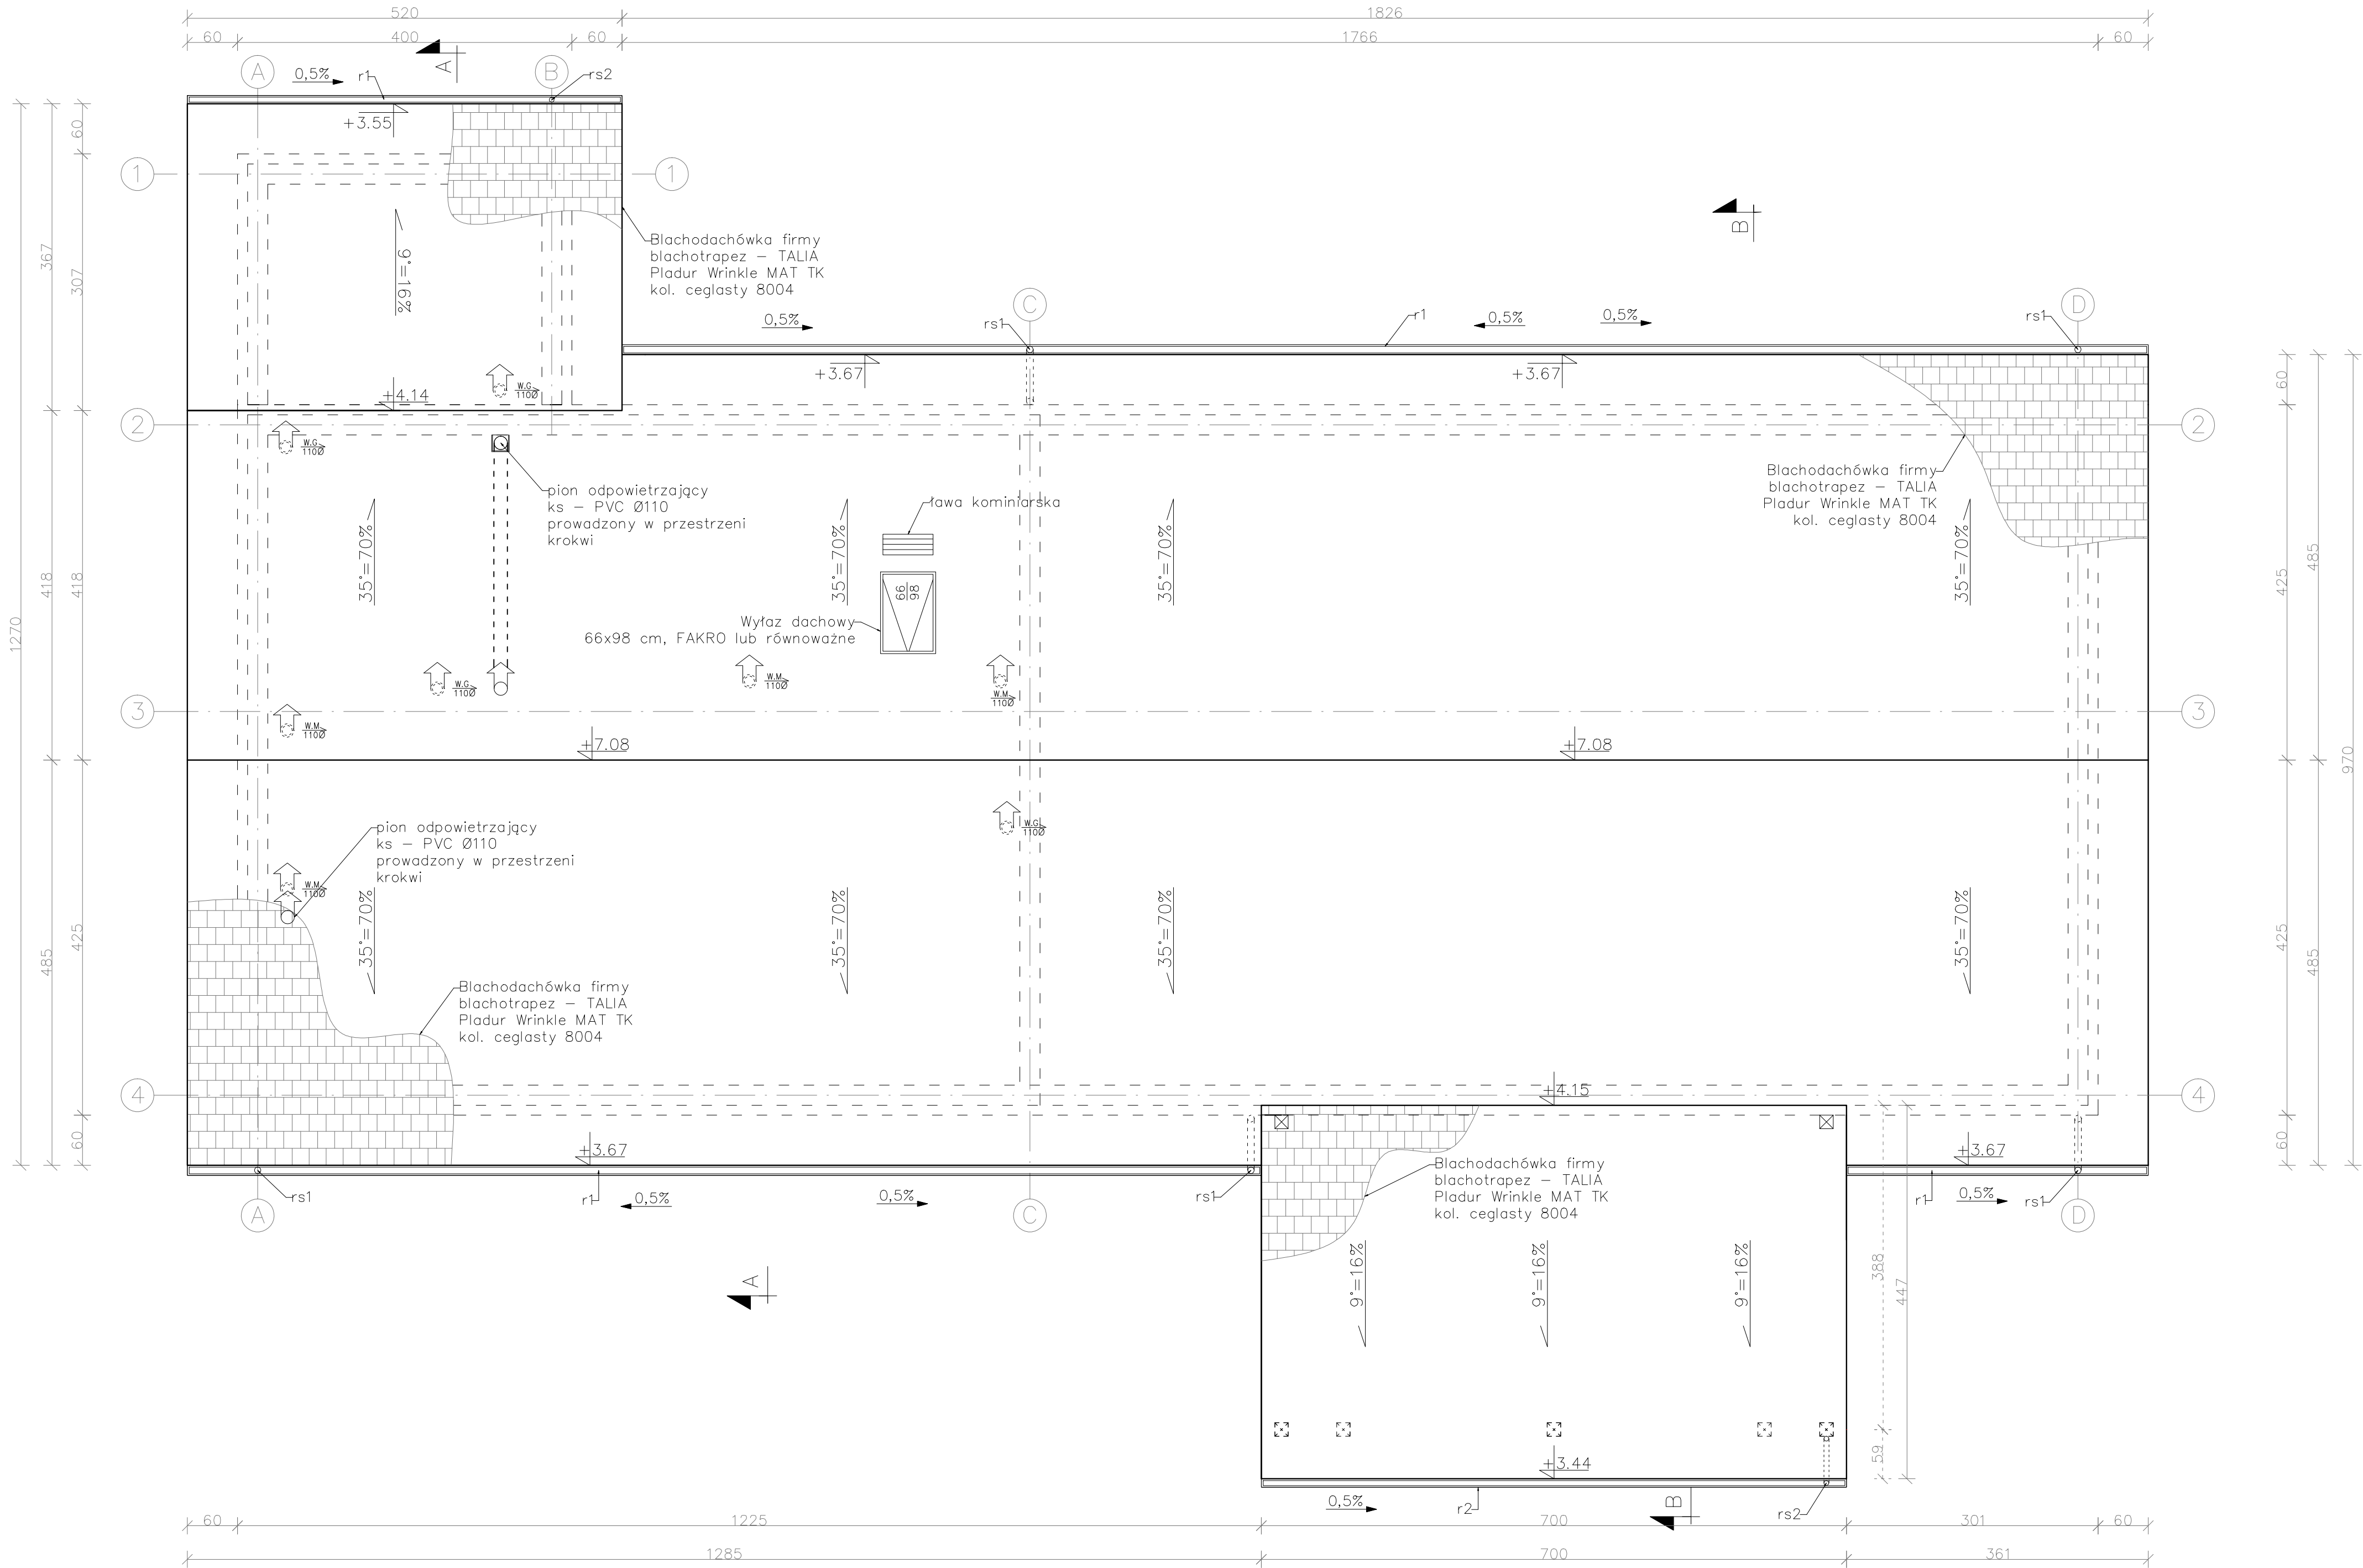 520
1826
60
400
60
1766
60
A
A
B
0,5%
r1
rs2
+3.55
1
1
60
367
307
9°=16%
Blachodachówka firmy
blachotrapez – TALIA
Pladur Wrinkle MAT TK
kol. ceglasty 8004
B
C
D
0,5%
rs1
r1
0,5%
0,5%
rs1
+3.67
+3.67
W.G.
110Ø
+4.14
2
2
60
W.G.
110Ø
pion odpowietrzający
ks – PVC Ø110
prowadzony w przestrzeni
krokwi
ława kominiarska
Blachodachówka firmy
blachotrapez – TALIA
Pladur Wrinkle MAT TK
kol. ceglasty 8004
35°=70%
35°=70%
35°=70%
35°=70%
66
98
Wyłaz dachowy
66x98 cm, FAKRO lub równoważne
1270
418
418
425
485
W.G.
110Ø
W.M.
110Ø
W.M.
110Ø
W.M.
110Ø
3
3
+7.08
+7.08
970
W.G.
110Ø
pion odpowietrzający
ks – PVC Ø110
prowadzony w przestrzeni
krokwi
W.M.
110Ø
35°=70%
35°=70%
35°=70%
35°=70%
485
425
425
485
Blachodachówka firmy
blachotrapez – TALIA
Pladur Wrinkle MAT TK
kol. ceglasty 8004
4
4
+4.15
60
60
+3.67
+3.67
Blachodachówka firmy
blachotrapez – TALIA
Pladur Wrinkle MAT TK
kol. ceglasty 8004
rs1
r1
0,5%
0,5%
rs1
r1
0,5%
rs1
A
C
D
A
9°=16%
9°=16%
9°=16%
388
447
59
+3.44
0,5%
r2
B
rs2
60
1225
700
301
60
1285
700
361